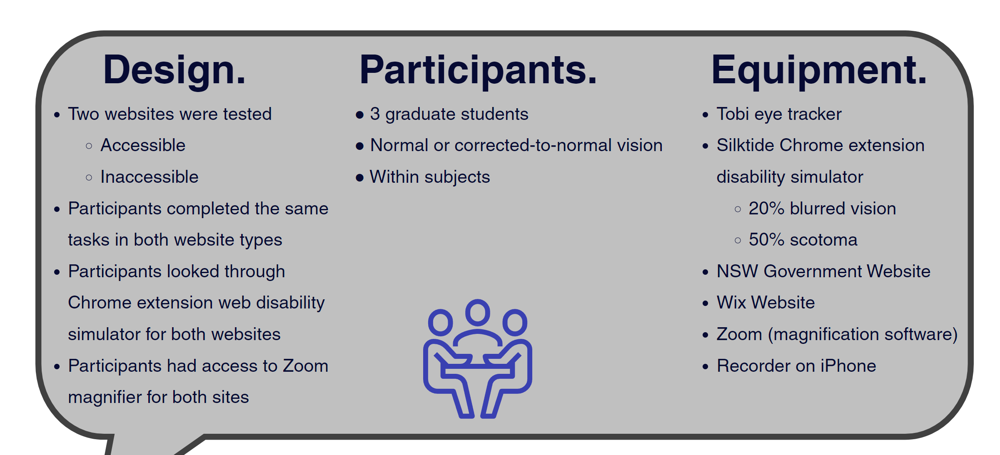 Design.
• Two websites were tested
◦ Accessible
◦ Inaccessible
• Participants completed the same
tasks in both website types
• Participants looked through
Chrome extension web disability
simulator for both websites
• Participants had access to Zoom
magnifier for both sites
Participants.
• 3 graduate students
• Normal or corrected-to-normal vision
• Within subjects
Equipment.
• Tobi eye tracker
• Silktide Chrome extension
disability simulator
◦ 20% blurred vision
◦ 50% scotoma
• NSW Government Website
• Wix Website
• Zoom (magnification software)
• Recorder on iPhone